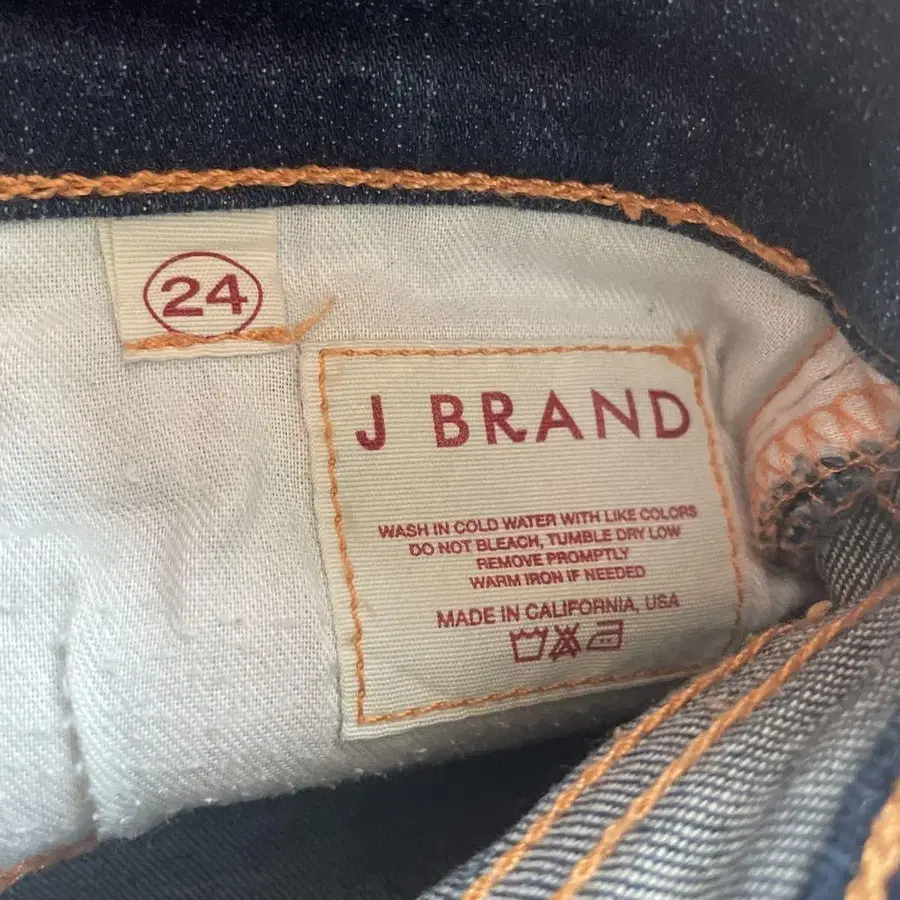 24
J BRAND
WASH IN COLD WATER WITH LIKE COLORS
DO NOT BLEACH, TUMBLE DRY LOW
REMOVE PROMPTLY
WARM IRON IF NEEDED
MADE IN CALIFORNIA, USA